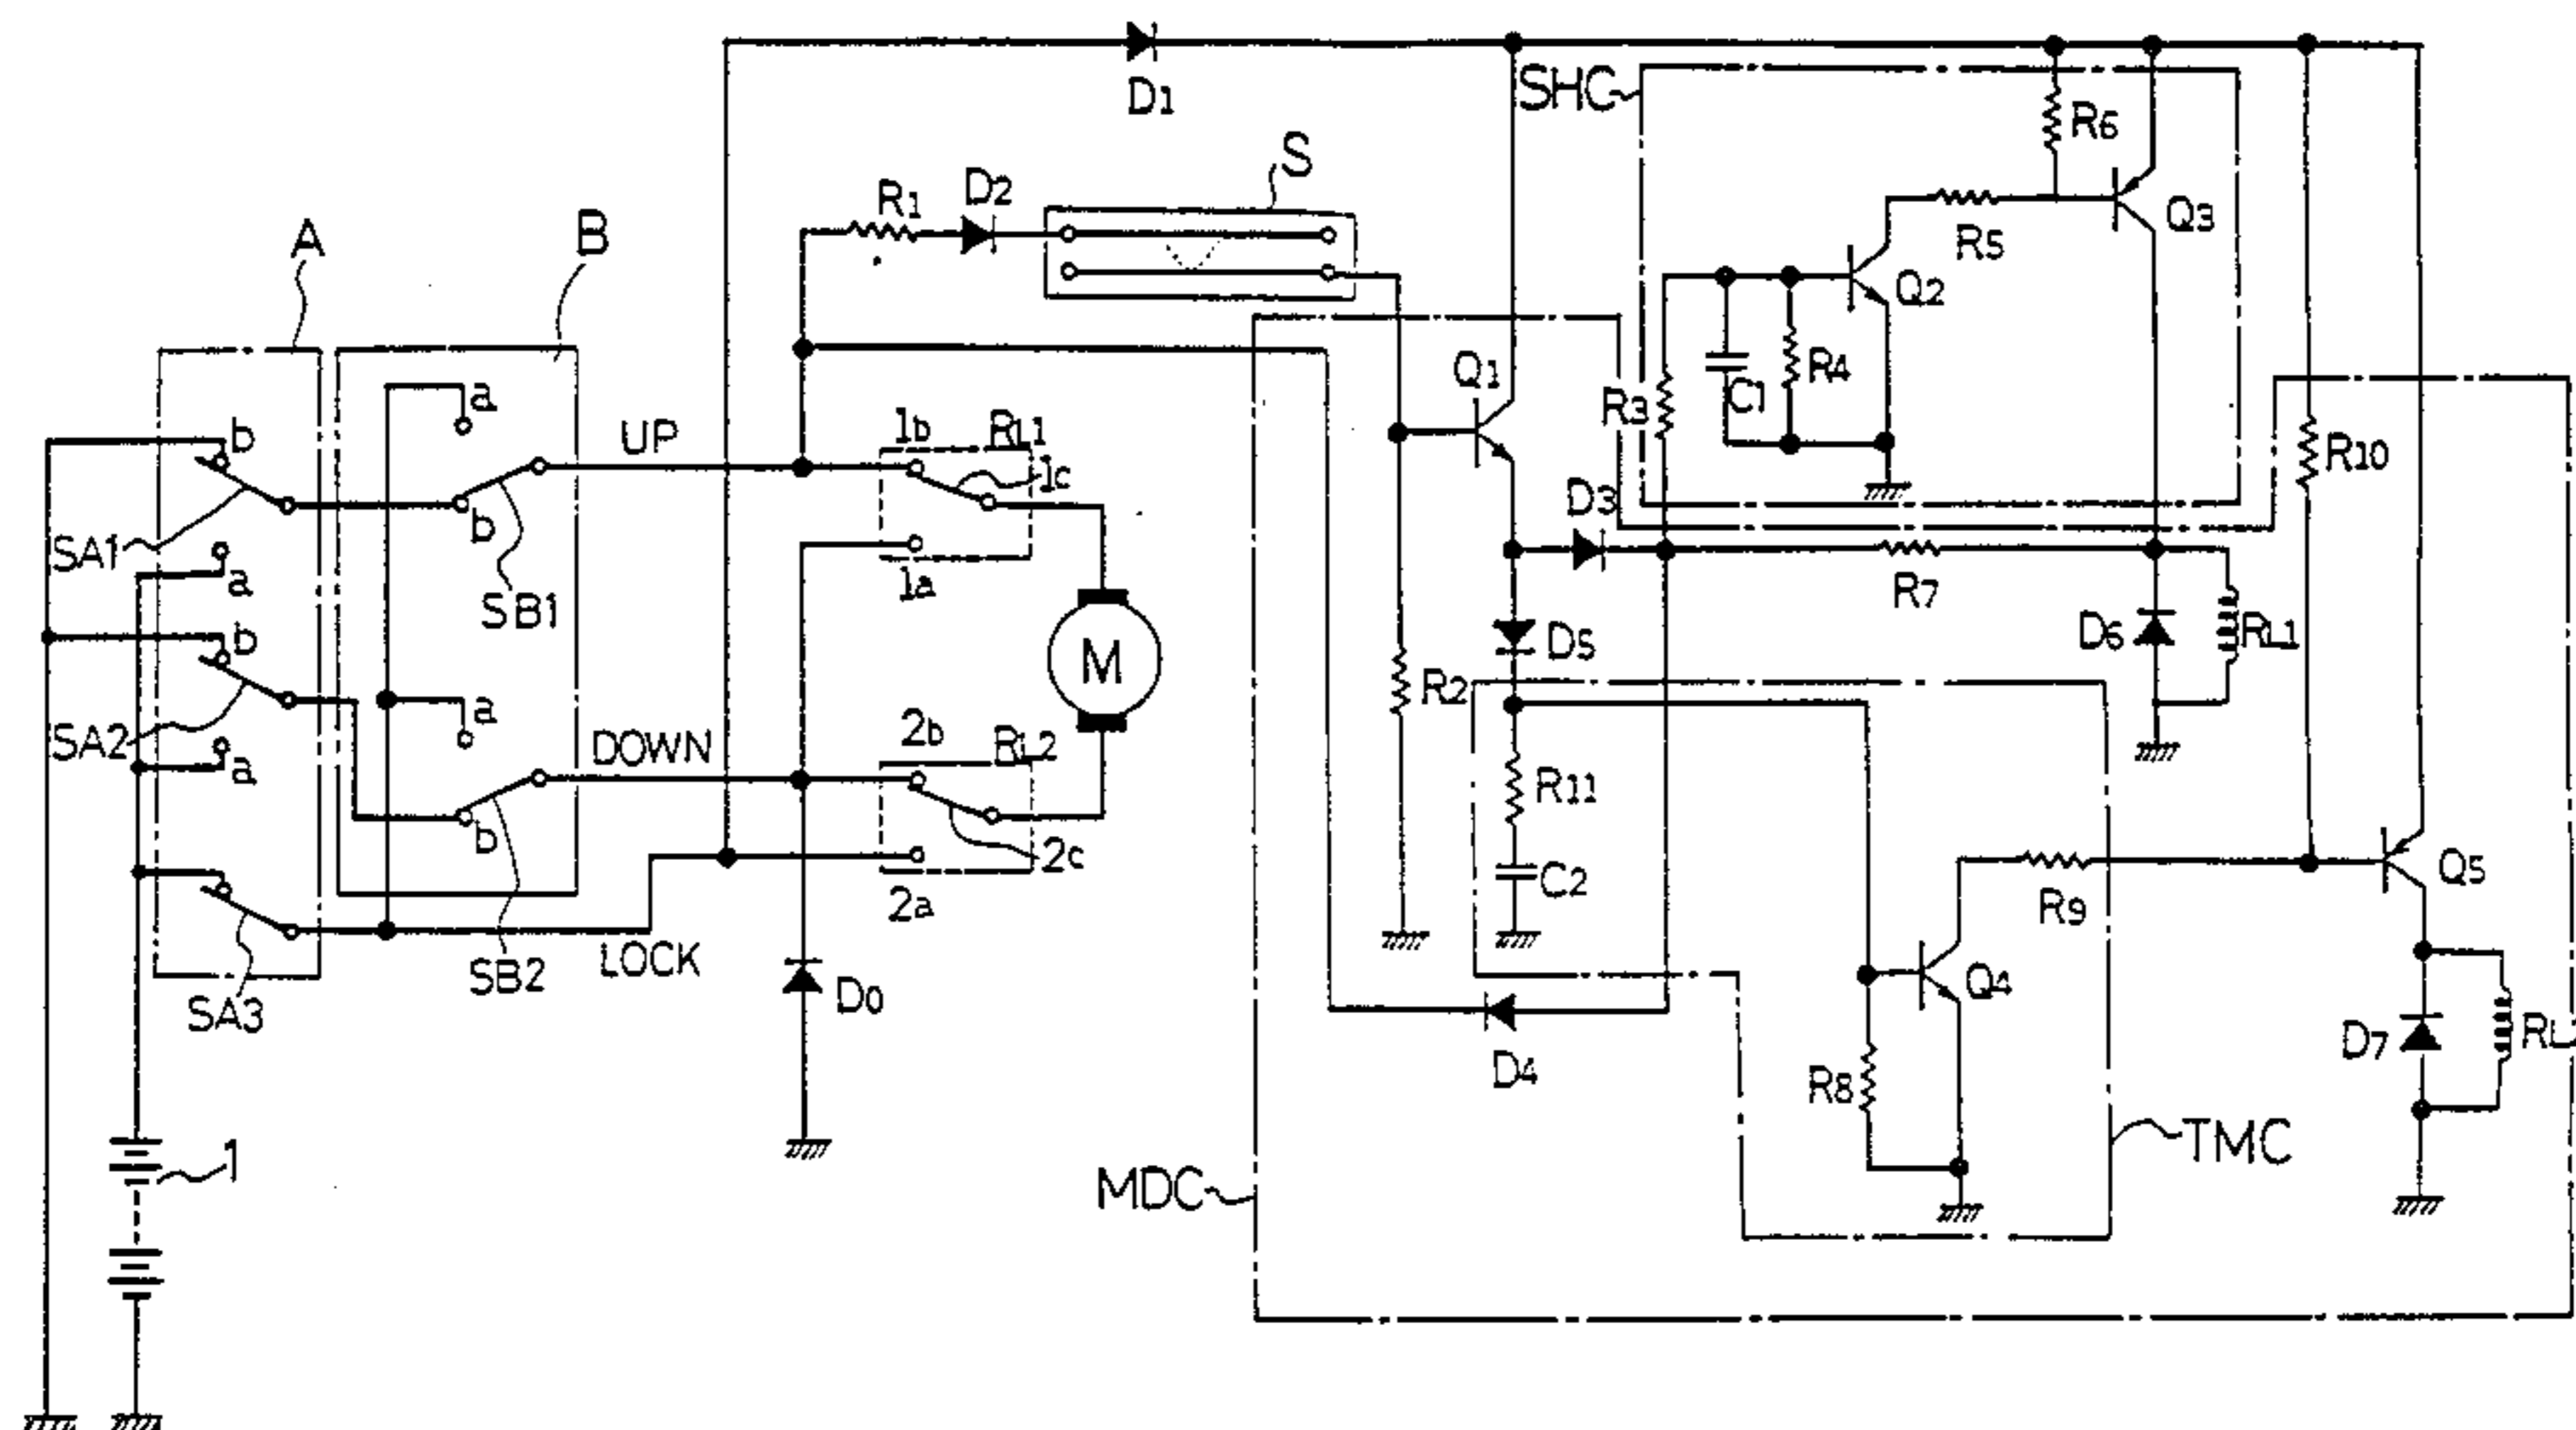 D1
SHC
R6
S
R1
D2
Q3
A
B
R5
Q2
Q1
R3
C1
R4
R10
a
b
UP
1b
RL1
1c
SA1
b
a
SB1
1a
D3
R7
D6
RL1
b
M
D5
R2
SA2
a
a
DOWN
2b
RL2
R11
b
2c
C2
R9
Q5
2a
LOCK
SA3
SB2
D0
Q4
D4
R8
D7
1
MDC
TMC